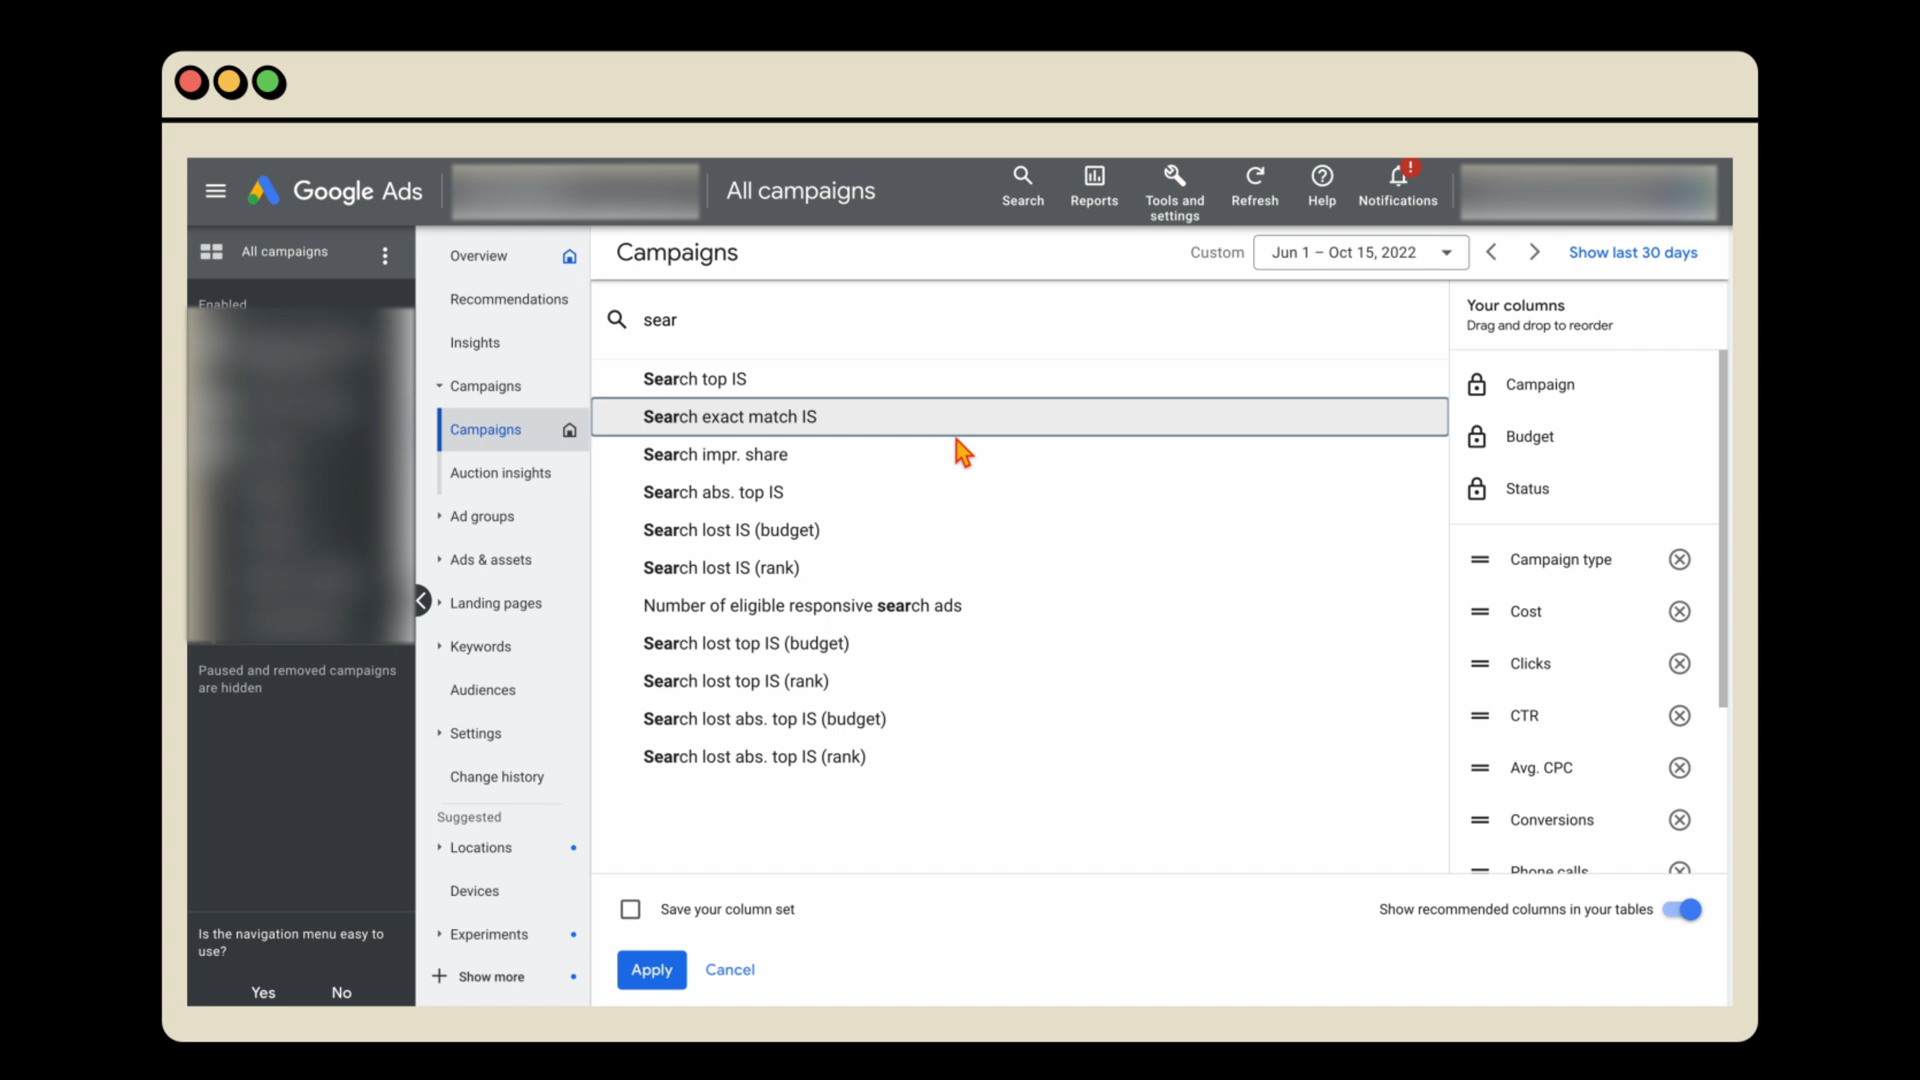 Google Ads
All campaigns
Search
Reports
Tools and
settings
Refresh
Help
Notifications
!
All campaigns
Enabled
Paused and removed campaigns
are hidden
Is the navigation menu easy to
use?
Yes No
Overview
Recommendations
Insights
Campaigns
Campaigns
Auction insights
Ad groups
Ads & assets
Landing pages
Keywords
Audiences
Settings
Change history
Suggested
Locations
Devices
Experiments
Show more
Campaigns
Custom Jun 1 – Oct 15, 2022 Show last 30 days
sear
Search top IS
Search exact match IS
Search impr. share
Search abs. top IS
Search lost IS (budget)
Search lost IS (rank)
Number of eligible responsive search ads
Search lost top IS (budget)
Search lost top IS (rank)
Search lost abs. top IS (budget)
Search lost abs. top IS (rank)
Your columns
Drag and drop to reorder
Campaign
Budget
Status
Campaign type
Cost
Clicks
CTR
Avg. CPC
Conversions
Phone calls
Save your column set
Show recommended columns in your tables
Apply Cancel